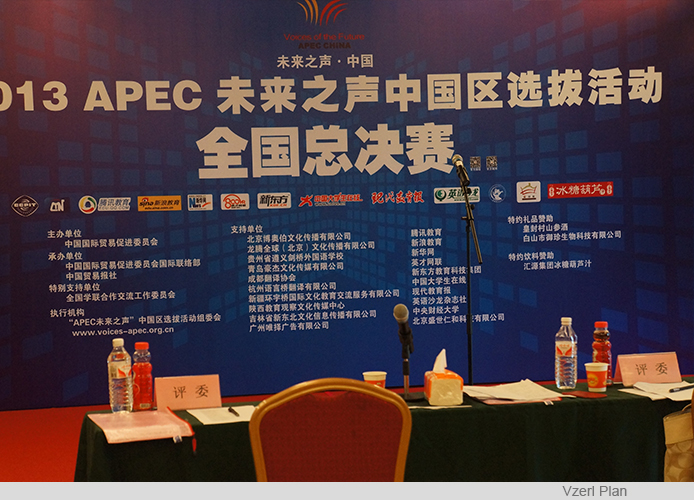 Voices of the Future
APEC CHINA
未来之声·中国
2013 APEC 未来之声中国区选拔活动
全国总决赛
CCPIT
腾讯教育
sina新浪教育
新东方
现代教育报
冰糖葫芦
主办单位
中国国际贸易促进委员会
承办单位
中国国际贸易促进委员会国际联络部
中国贸易报社
特别支持单位
全国学联合作交流工作委员会
执行机构
“APEC未来之声”中国区选拔活动组委会
www.voices-apec.org.cn
支持单位
北京博奥伯文化传播有限公司
龙腾全球（北京）文化传播有限公司
贵州省遵义剑桥外国语学校
青岛豪杰文化传媒有限公司
成都翻译协会
杭州语言桥翻译有限公司
新疆环宇桥国际文化教育交流服务有限公司
陕西教育观察文化传媒中心
吉林省新东北文化信息传播有限公司
广州唯择广告有限公司
腾讯教育
新浪教育
新华网
英才网联
新东方教育科技集团
中国大学生在线
现代教育报
英语沙龙杂志社
中央财经大学
北京盛世仁和科技有限公司
特约礼品赞助
皇封村山参酒
白山市御珍生物科技有限公司
特约饮料赞助
汇源集团冰糖葫芦汁
评委
评委
Vzerl Plan